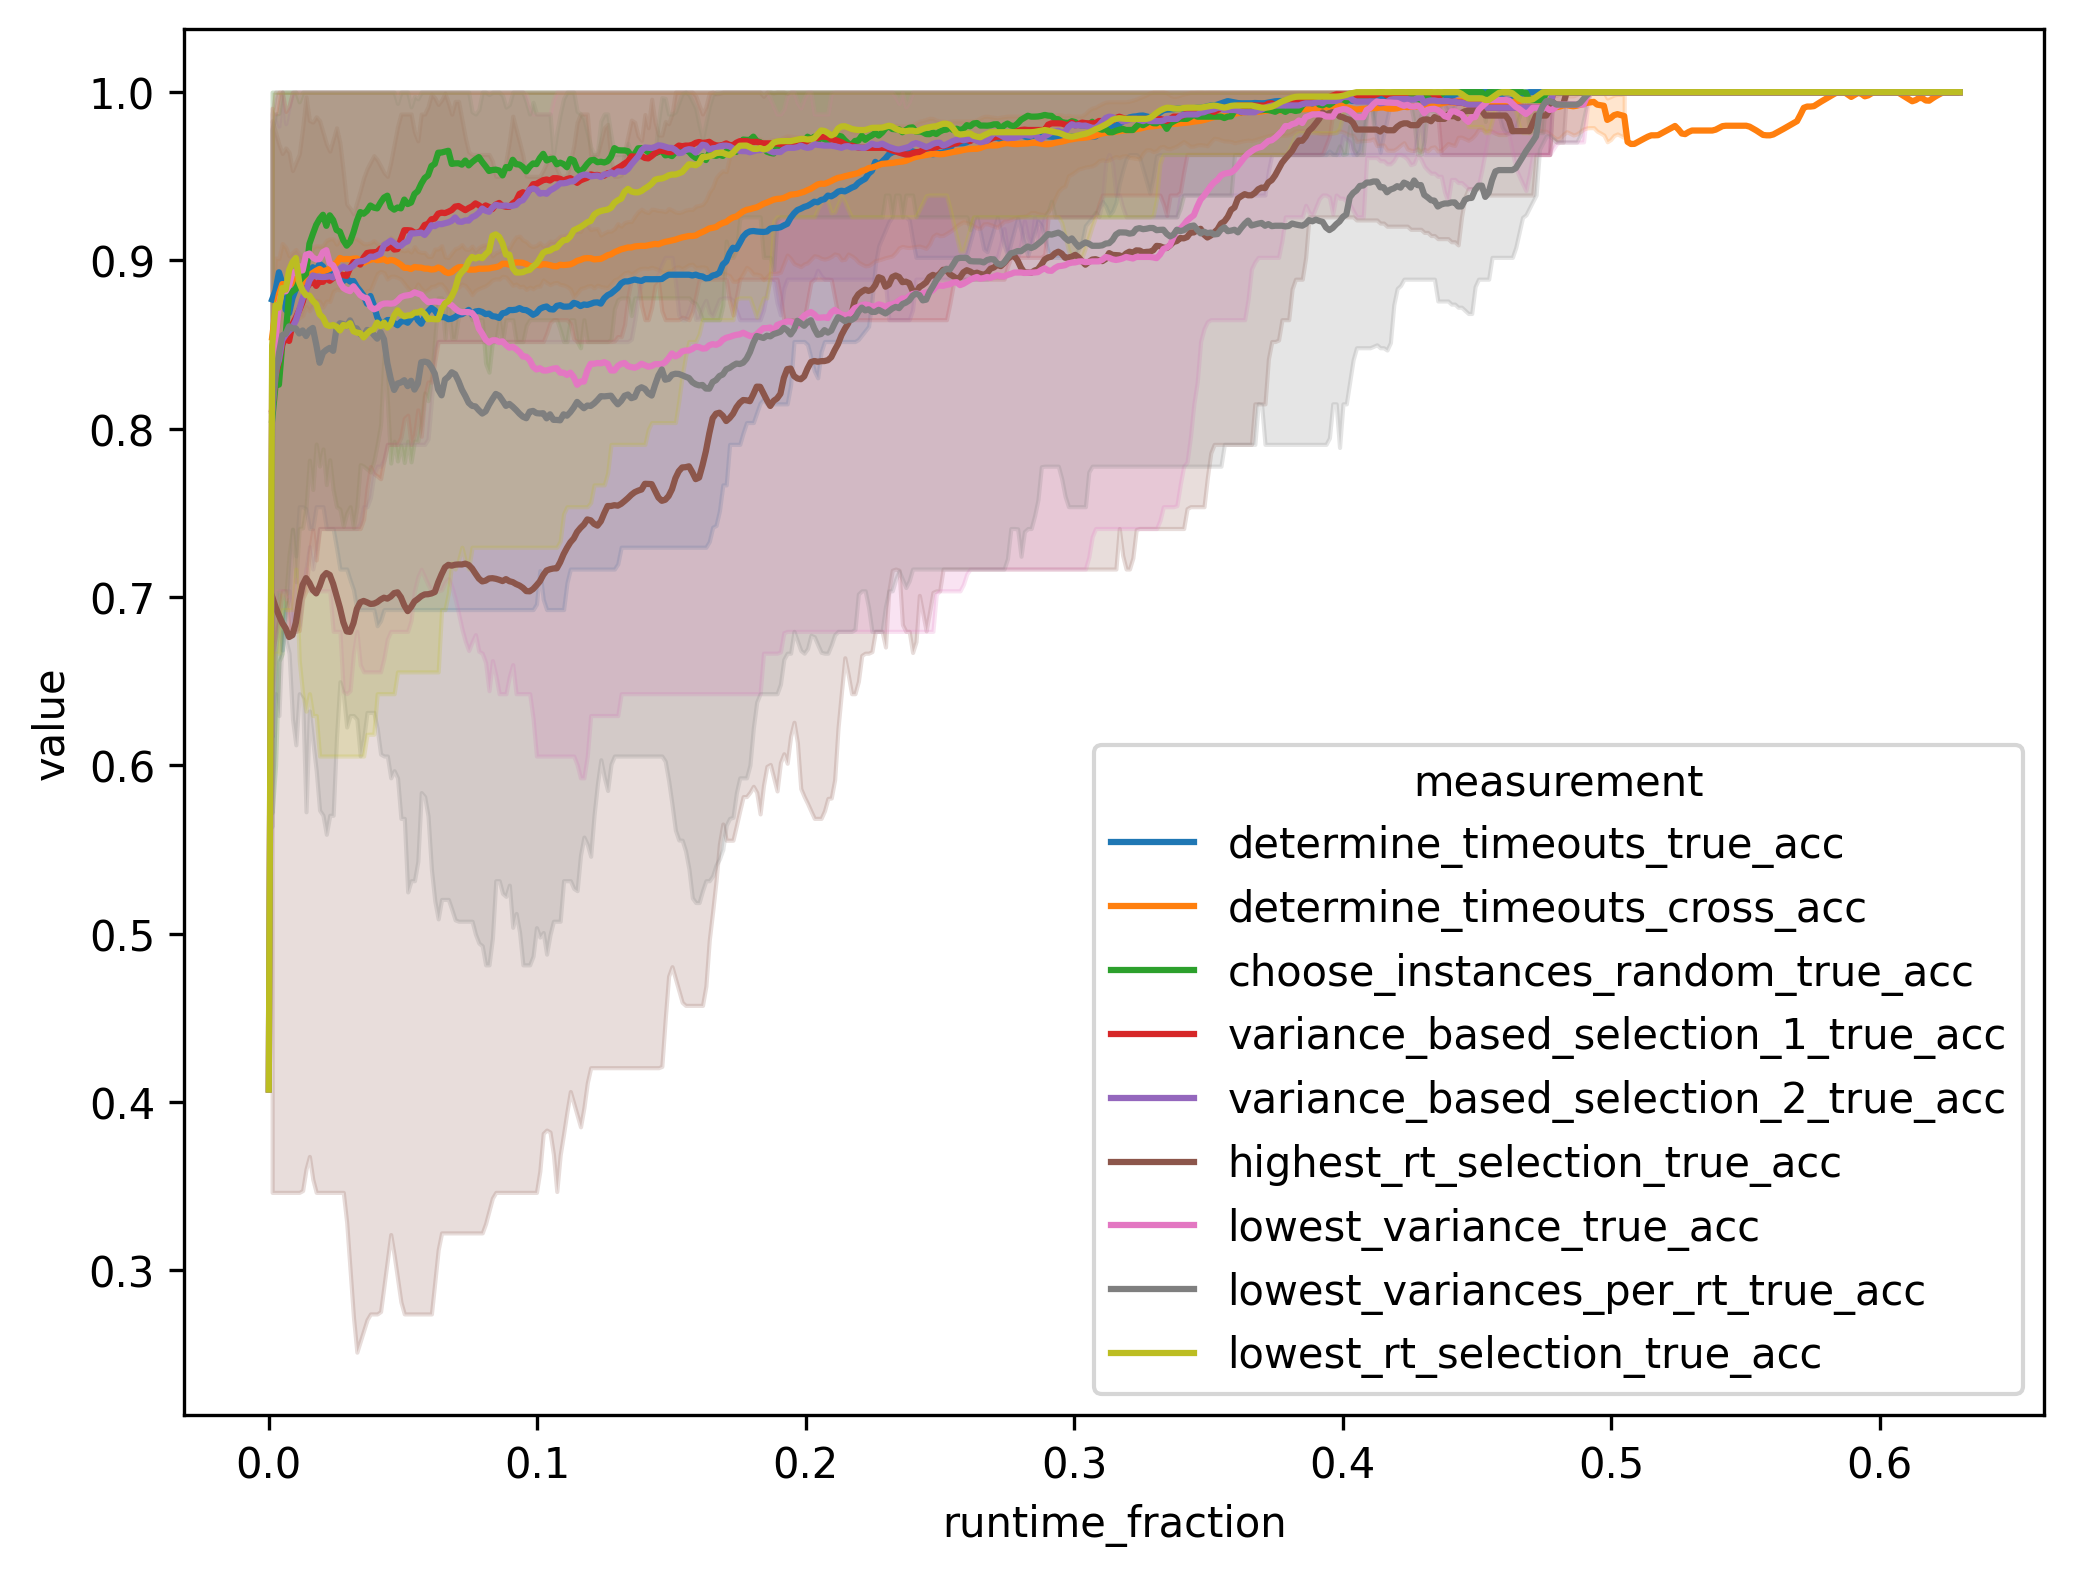 1.0
0.9
0.8
0.7
0.6
0.5
0.4
0.3
value
0.0 0.1 0.2 0.3 0.4 0.5 0.6
runtime_fraction
measurement
determine_timeouts_true_acc
determine_timeouts_cross_acc
choose_instances_random_true_acc
variance_based_selection_1_true_acc
variance_based_selection_2_true_acc
highest_rt_selection_true_acc
lowest_variance_true_acc
lowest_variances_per_rt_true_acc
lowest_rt_selection_true_acc